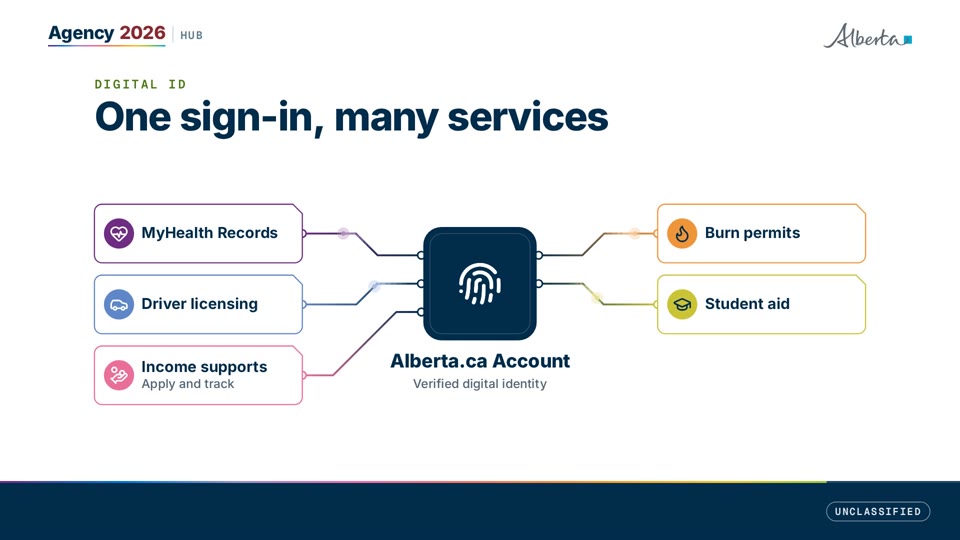 Agency 2026 HUB
Alberta
DIGITAL ID
One sign-in, many services
MyHealth Records
Driver licensing
Income supports
Apply and track
Alberta.ca Account
Verified digital identity
Burn permits
Student aid
UNCLASSIFIED